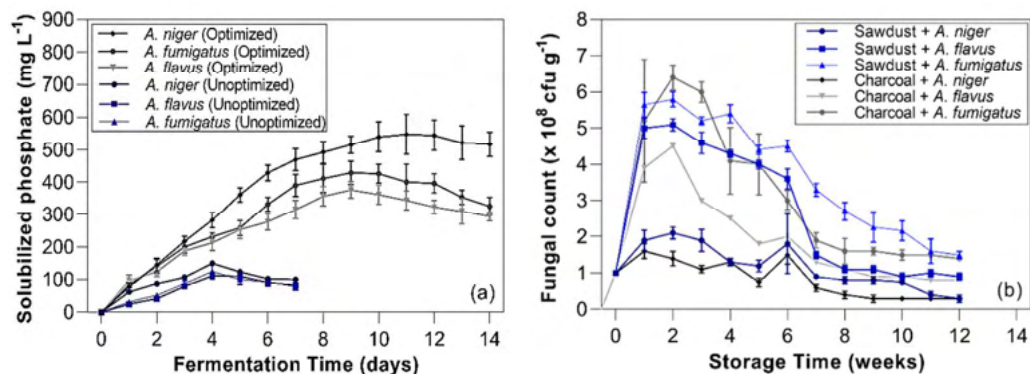 Solubilized phosphate (mg L⁻¹)
900
800
700
600
500
400
300
200
100
0
A. niger (Optimized)
A. fumigatus (Optimized)
A. flavus (Optimized)
A. niger (Unoptimized)
A. flavus (Unoptimized)
A. fumigatus (Unoptimized)
(a)
0 2 4 6 8 10 12 14
Fermentation Time (days)
Fungal count (x 10⁸ cfu g⁻¹)
8
7
6
5
4
3
2
1
0
Sawdust + A. niger
Sawdust + A. flavus
Sawdust + A. fumigatus
Charcoal + A. niger
Charcoal + A. flavus
Charcoal + A. fumigatus
(b)
0 2 4 6 8 10 12 14
Storage Time (weeks)